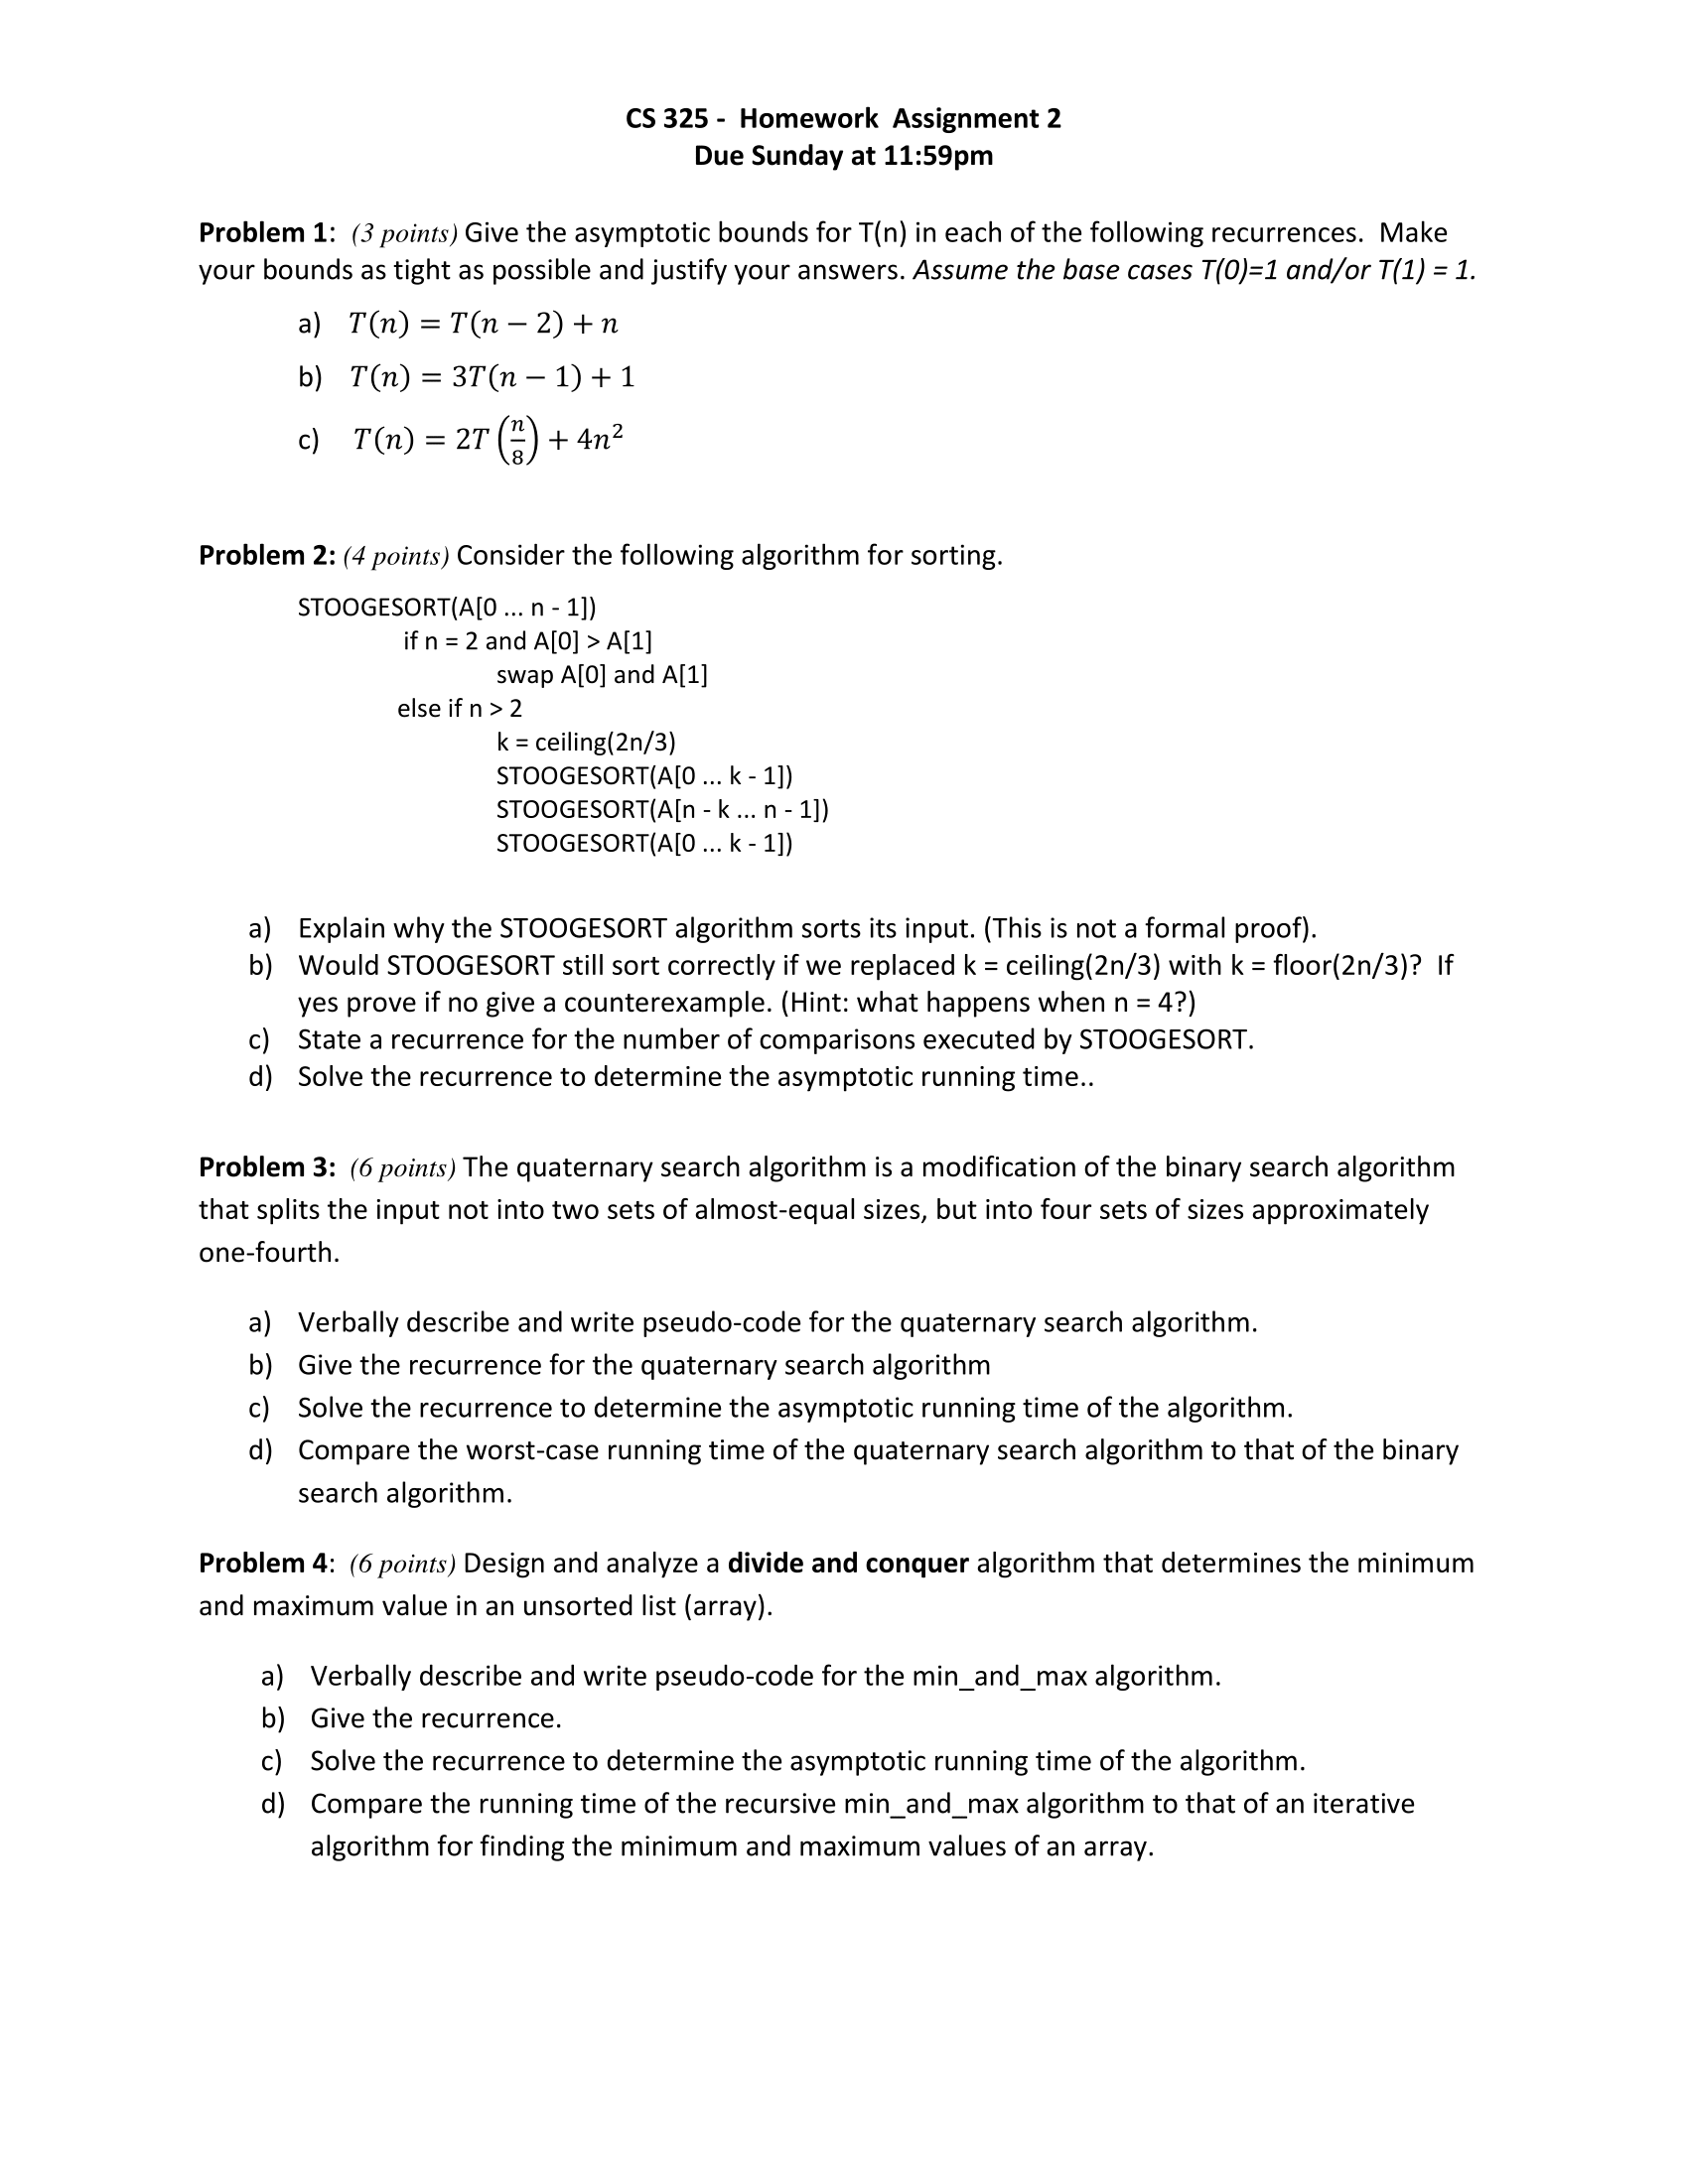 CS 325 - Homework Assignment 2
Due Sunday at 11:59pm
Problem 1: (3 points) Give the asymptotic bounds for T(n) in each of the following recurrences. Make
your bounds as tight as possible and justify your answers. Assume the base cases T(0)=1 and/or T(1) = 1.
a) T(n) = T(n − 2) + n
b) T(n) = 3T(n − 1) + 1
c) T(n) = 2T(n/8) + 4n²
Problem 2: (4 points) Consider the following algorithm for sorting.
STOOGESORT(A[0 ... n - 1])
if n = 2 and A[0] > A[1]
swap A[0] and A[1]
else if n > 2
k = ceiling(2n/3)
STOOGESORT(A[0 ... k - 1])
STOOGESORT(A[n - k ... n - 1])
STOOGESORT(A[0 ... k - 1])
a) Explain why the STOOGESORT algorithm sorts its input. (This is not a formal proof).
b) Would STOOGESORT still sort correctly if we replaced k = ceiling(2n/3) with k = floor(2n/3)? If
yes prove if no give a counterexample. (Hint: what happens when n = 4?)
c) State a recurrence for the number of comparisons executed by STOOGESORT.
d) Solve the recurrence to determine the asymptotic running time..
Problem 3: (6 points) The quaternary search algorithm is a modification of the binary search algorithm
that splits the input not into two sets of almost-equal sizes, but into four sets of sizes approximately
one-fourth.
a) Verbally describe and write pseudo-code for the quaternary search algorithm.
b) Give the recurrence for the quaternary search algorithm
c) Solve the recurrence to determine the asymptotic running time of the algorithm.
d) Compare the worst-case running time of the quaternary search algorithm to that of the binary
search algorithm.
Problem 4: (6 points) Design and analyze a divide and conquer algorithm that determines the minimum
and maximum value in an unsorted list (array).
a) Verbally describe and write pseudo-code for the min_and_max algorithm.
b) Give the recurrence.
c) Solve the recurrence to determine the asymptotic running time of the algorithm.
d) Compare the running time of the recursive min_and_max algorithm to that of an iterative
algorithm for finding the minimum and maximum values of an array.